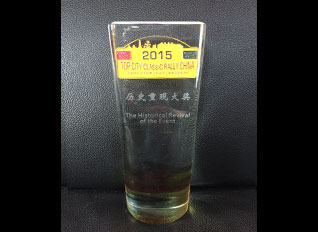 2015
TOP CITY CLASSIC RALLY CHINA
历史重现大奖
The Historical Revival
of the Event